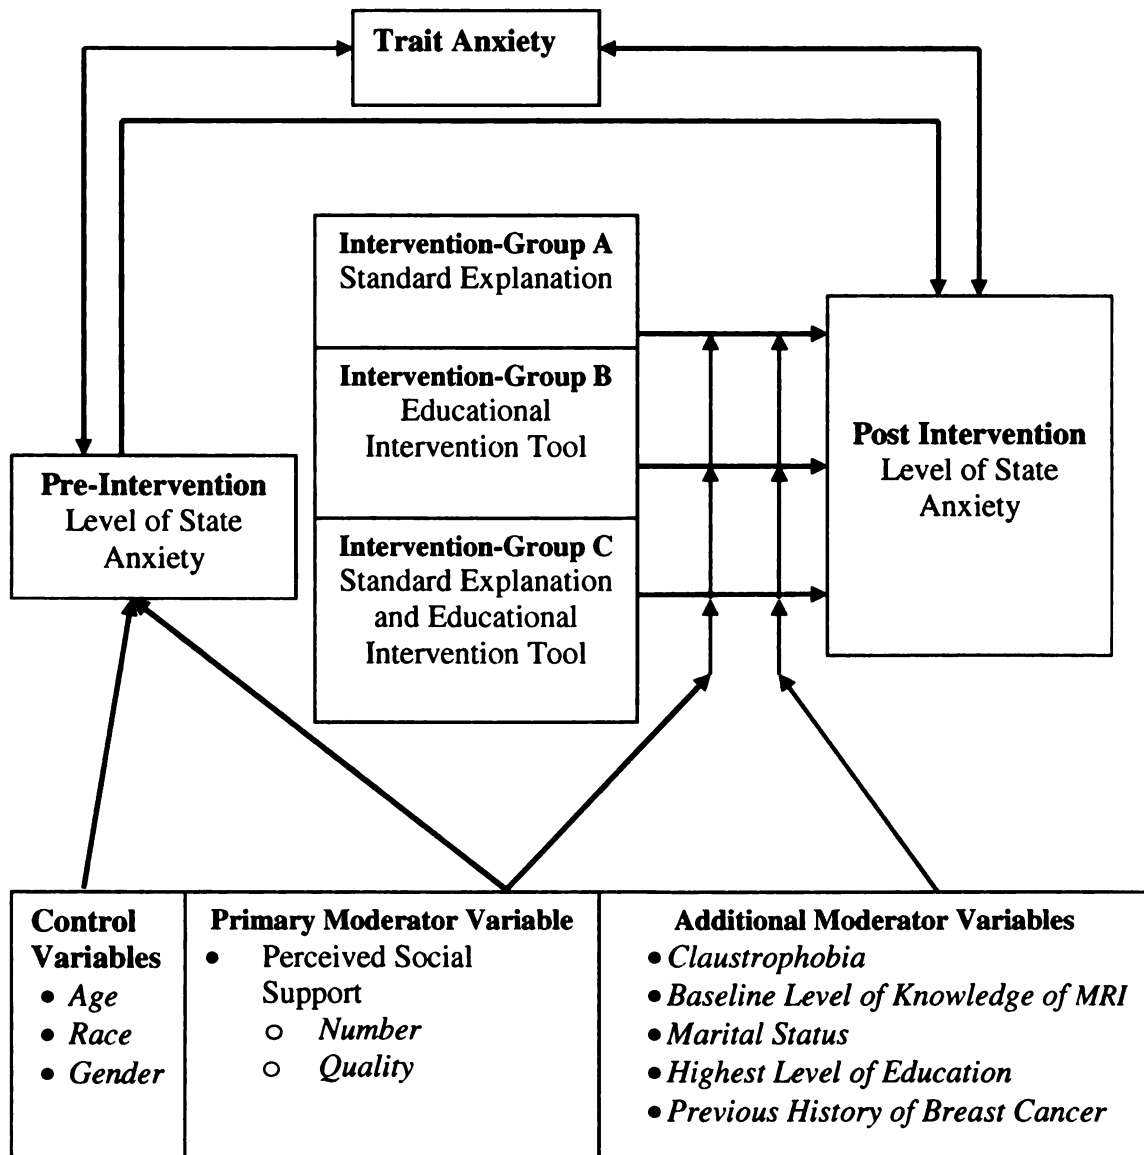 Trait Anxiety
Intervention-Group A
Standard Explanation
Intervention-Group B
Educational
Intervention Tool
Intervention-Group C
Standard Explanation
and Educational
Intervention Tool
Pre-Intervention
Level of State
Anxiety
Post Intervention
Level of State
Anxiety
Control
Variables
• Age
• Race
• Gender
Primary Moderator Variable
• Perceived Social
Support
○ Number
○ Quality
Additional Moderator Variables
• Claustrophobia
• Baseline Level of Knowledge of MRI
• Marital Status
• Highest Level of Education
• Previous History of Breast Cancer